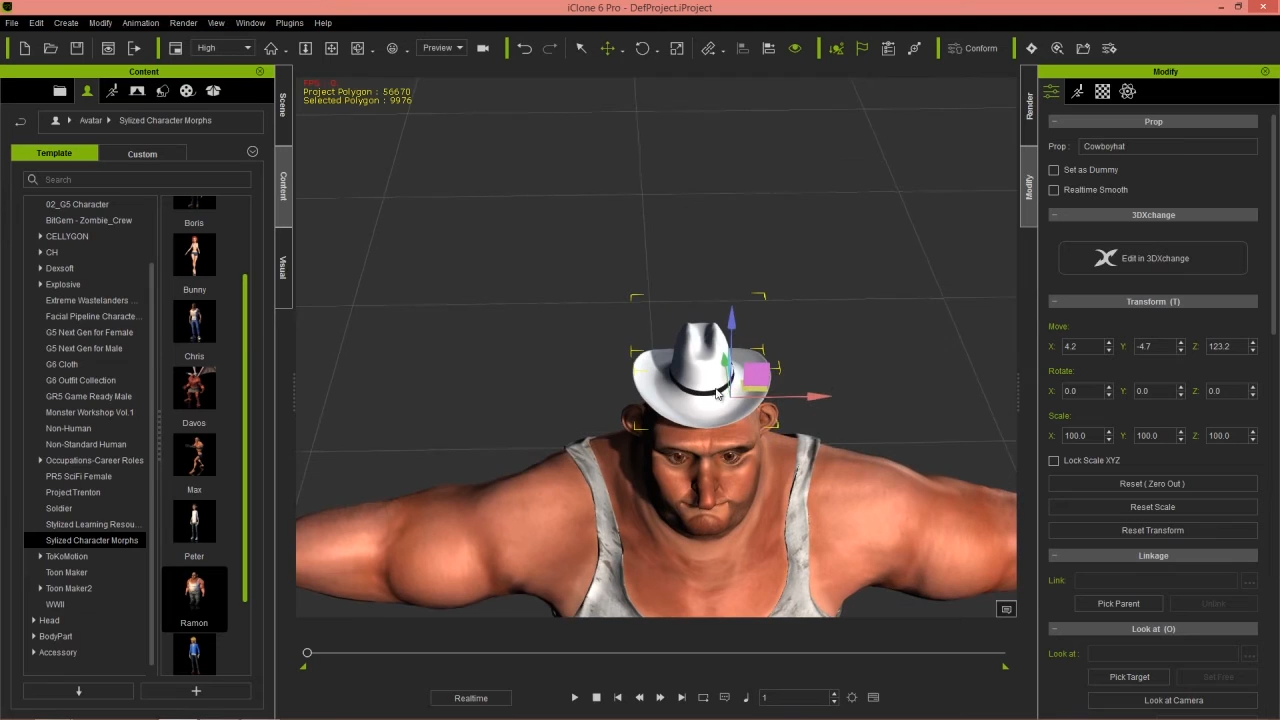 iClone 6 Pro - DefProject.iProject
File Edit Create Modify Animation Render View Window Plugins Help
High
Preview
Conform
Content
Avatar Sylized Character Morphs
Template Custom
Search
02_G5 Character
BitGem - Zombie_Crew
CELLYGON
CH
Dexsoft
Explosive
Extreme Wastelanders ...
Facial Pipeline Characte...
G5 Next Gen for Female
G5 Next Gen for Male
G6 Cloth
G6 Outfit Collection
GR5 Game Ready Male
Monster Workshop Vol.1
Non-Human
Non-Standard Human
Occupations-Career Roles
PR5 SciFi Female
ProjectTrenton
Soldier
Stylized Learning Resou...
Sylized Character Morphs
ToKoMotion
Toon Maker
Toon Maker2
WWII
Head
BodyPart
Accessory
Boris
Bunny
Chris
Davos
Max
Peter
Ramon
Scene
Content
Visual
FPS : 0
Project Polygon : 56670
Selected Polygon : 9976
Realtime
1
Render
Modify
Modify
Prop
Prop : Cowboyhat
Set as Dummy
Realtime Smooth
3DXchange
Edit in 3DXchange
Transform (T)
Move:
X: 4.2 Y: -4.7 Z: 123.2
Rotate:
X: 0.0 Y: 0.0 Z: 0.0
Scale:
X: 100.0 Y: 100.0 Z: 100.0
Lock Scale XYZ
Reset ( Zero Out )
Reset Scale
Reset Transform
Linkage
Link: ...
Pick Parent Unlink
Look at (O)
Look at : ...
Pick Target Set Free
Look at Camera